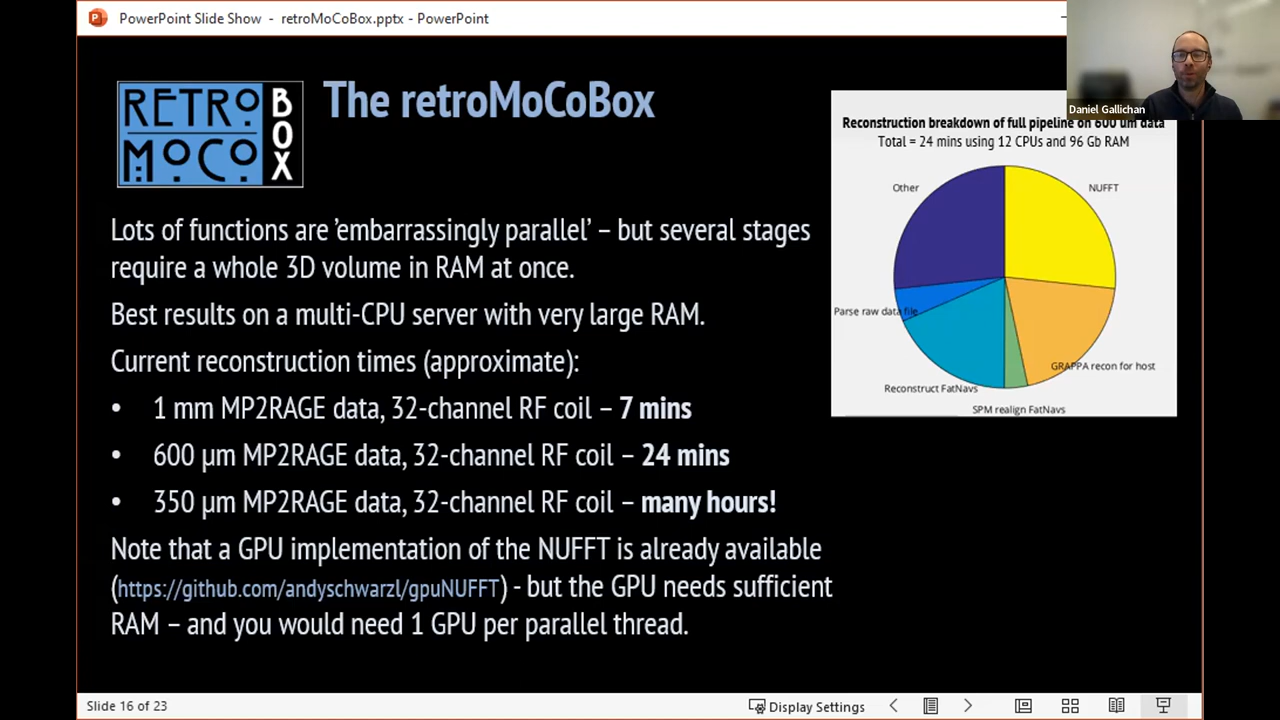 PowerPoint Slide Show - retroMoCoBox.pptx - PowerPoint
Daniel Gallichan
RETRO
MOCO
BOX
The retroMoCoBox
Reconstruction breakdown of full pipeline on 600 um data
Total = 24 mins using 12 CPUs and 96 Gb RAM
Other
NUFFT
Parse raw data file
GRAPPA recon for host
Reconstruct FatNavs
SPM realign FatNavs
Lots of functions are 'embarrassingly parallel' – but several stages
require a whole 3D volume in RAM at once.
Best results on a multi-CPU server with very large RAM.
Current reconstruction times (approximate):
• 1 mm MP2RAGE data, 32-channel RF coil – 7 mins
• 600 µm MP2RAGE data, 32-channel RF coil – 24 mins
• 350 µm MP2RAGE data, 32-channel RF coil – many hours!
Note that a GPU implementation of the NUFFT is already available
(https://github.com/andyschwarzl/gpuNUFFT) - but the GPU needs sufficient
RAM – and you would need 1 GPU per parallel thread.
Slide 16 of 23
Display Settings